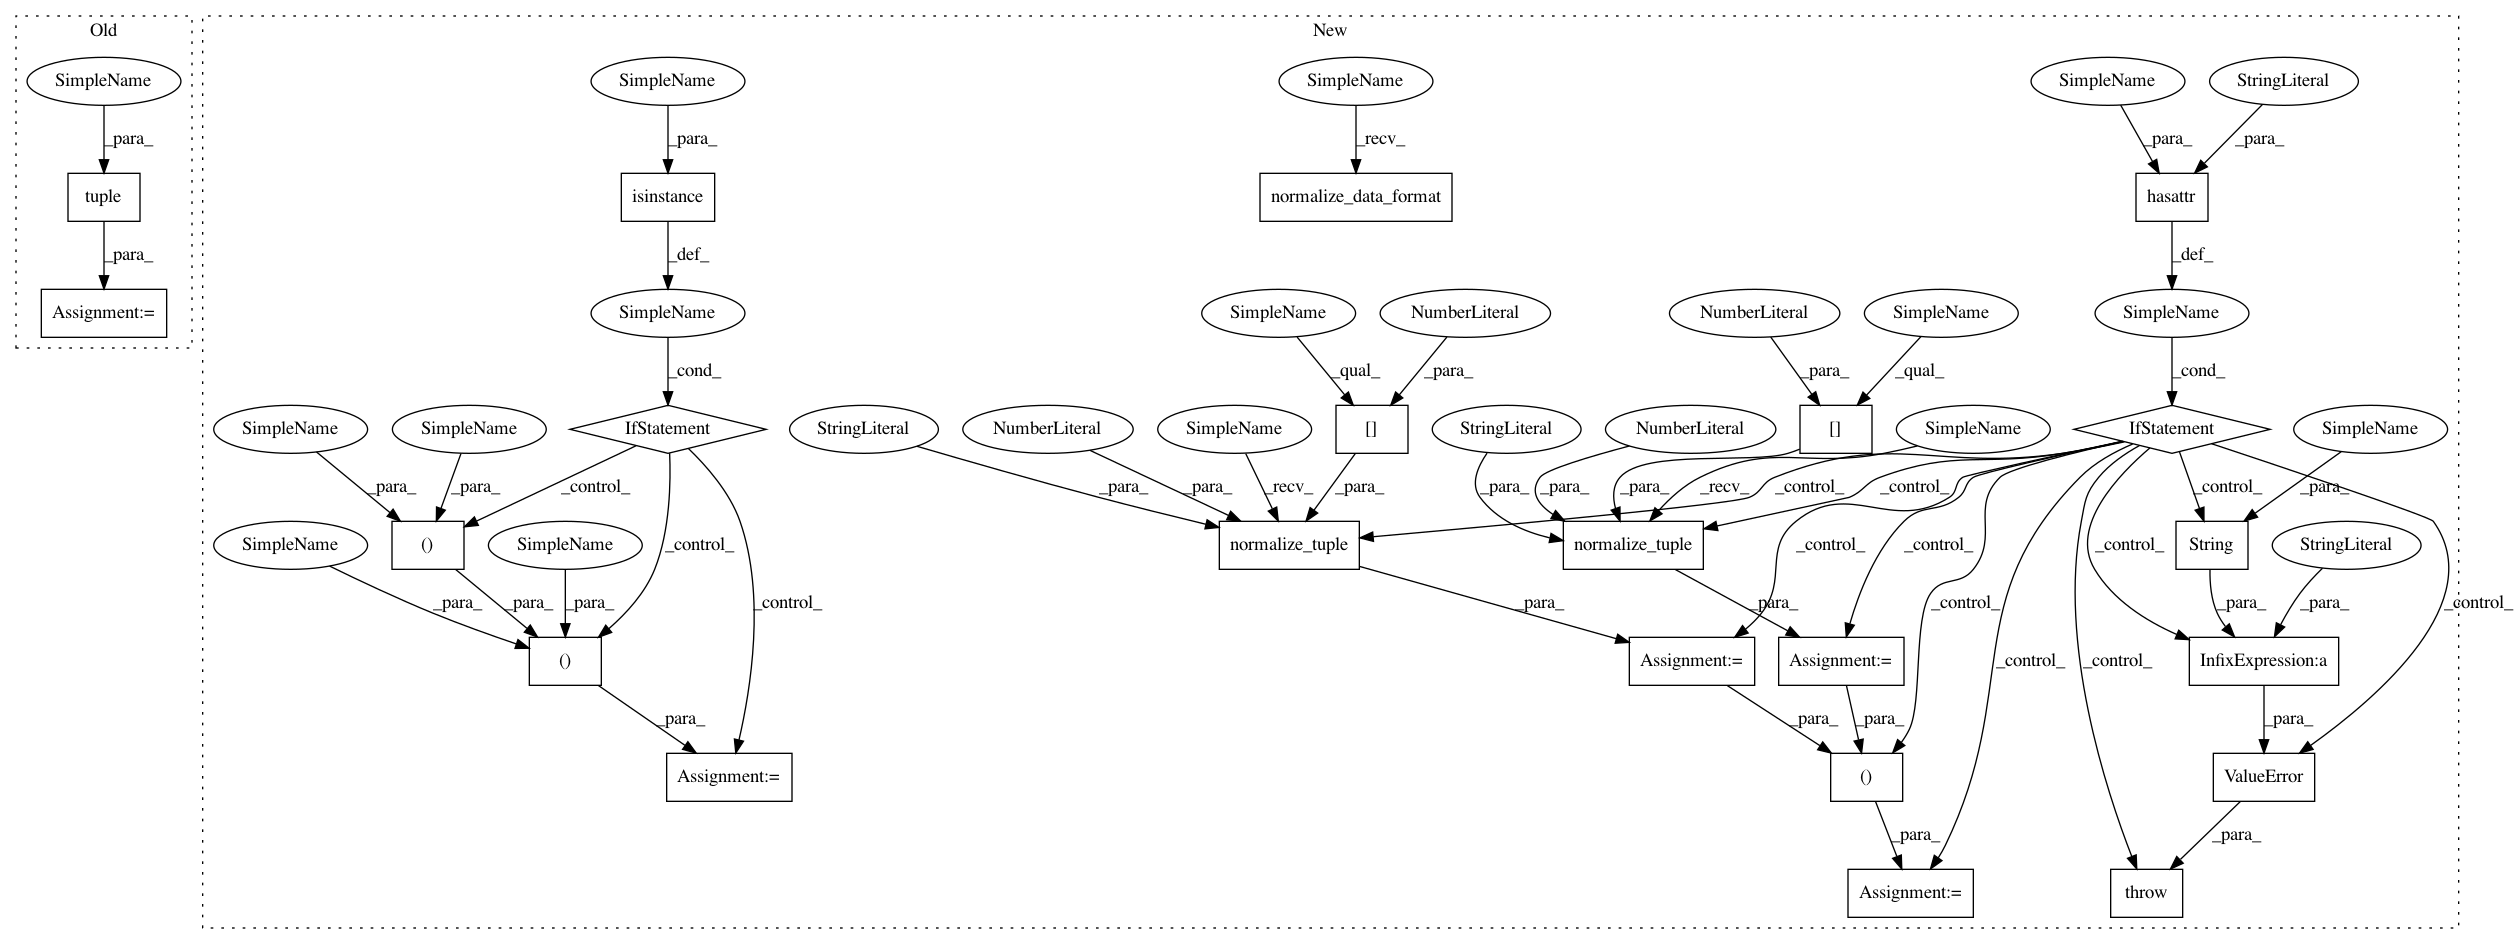 Old
New
SimpleName
SimpleName
SimpleName
SimpleName
StringLiteral
_para_
_para_
_recv_
_para_
_para_
tuple
isinstance
normalize_data_format
hasattr
_para_
_def_
_def_
Assignment:=
SimpleName
SimpleName
NumberLiteral
NumberLiteral
SimpleName
SimpleName
_cond_
_qual_
_para_
_para_
_qual_
_cond_
SimpleName
SimpleName
IfStatement
StringLiteral
NumberLiteral
SimpleName
[]
StringLiteral
NumberLiteral
[]
SimpleName
IfStatement
SimpleName
_para_
_para_
_control_
_para_
_para_
_recv_
_para_
_para_
_para_
_para_
_recv_
_control_
_control_
_control_
_para_
SimpleName
()
SimpleName
_control_
normalize_tuple
normalize_tuple
_control_
_control_
_control_
String
StringLiteral
_para_
_para_
_para_
_control_
_para_
_para_
_control_
_para_
_para_
_control_
()
Assignment:=
Assignment:=
_control_
_control_
InfixExpression:a
_para_
_para_
_para_
_para_
Assignment:=
()
ValueError
_para_
_para_
Assignment:=
throw